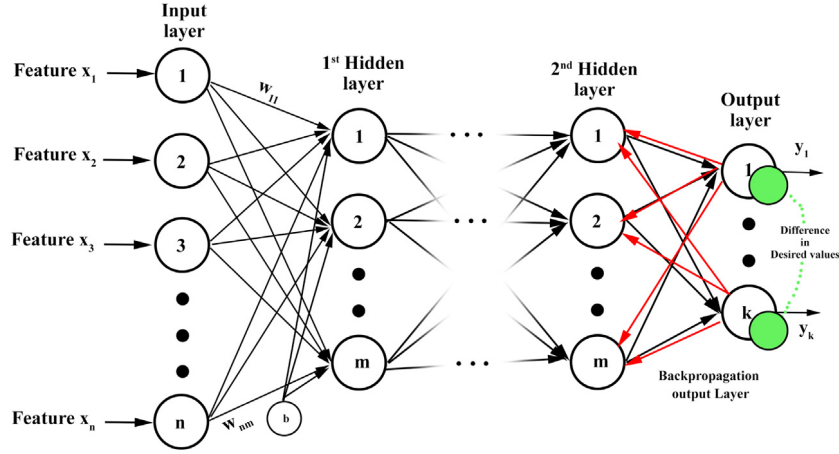 Input
layer
1st Hidden
layer
2nd Hidden
layer
Output
layer
Feature x1
1
w11
1
. . .
1
1
y1
Feature x2
2
2
. . .
2
Difference
in
Desired values
Feature x3
3
k
yk
m
. . .
m
Backpropagation
output Layer
Feature xn
n
wnm
b